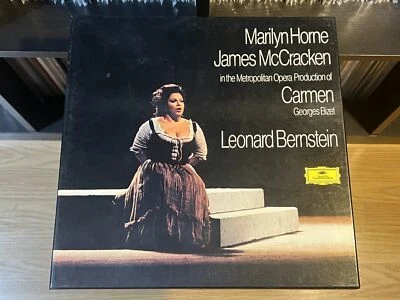 Marilyn Horne
James McCracken
in the Metropolitan Opera Production of
Carmen
Georges Bizet
Leonard Bernstein